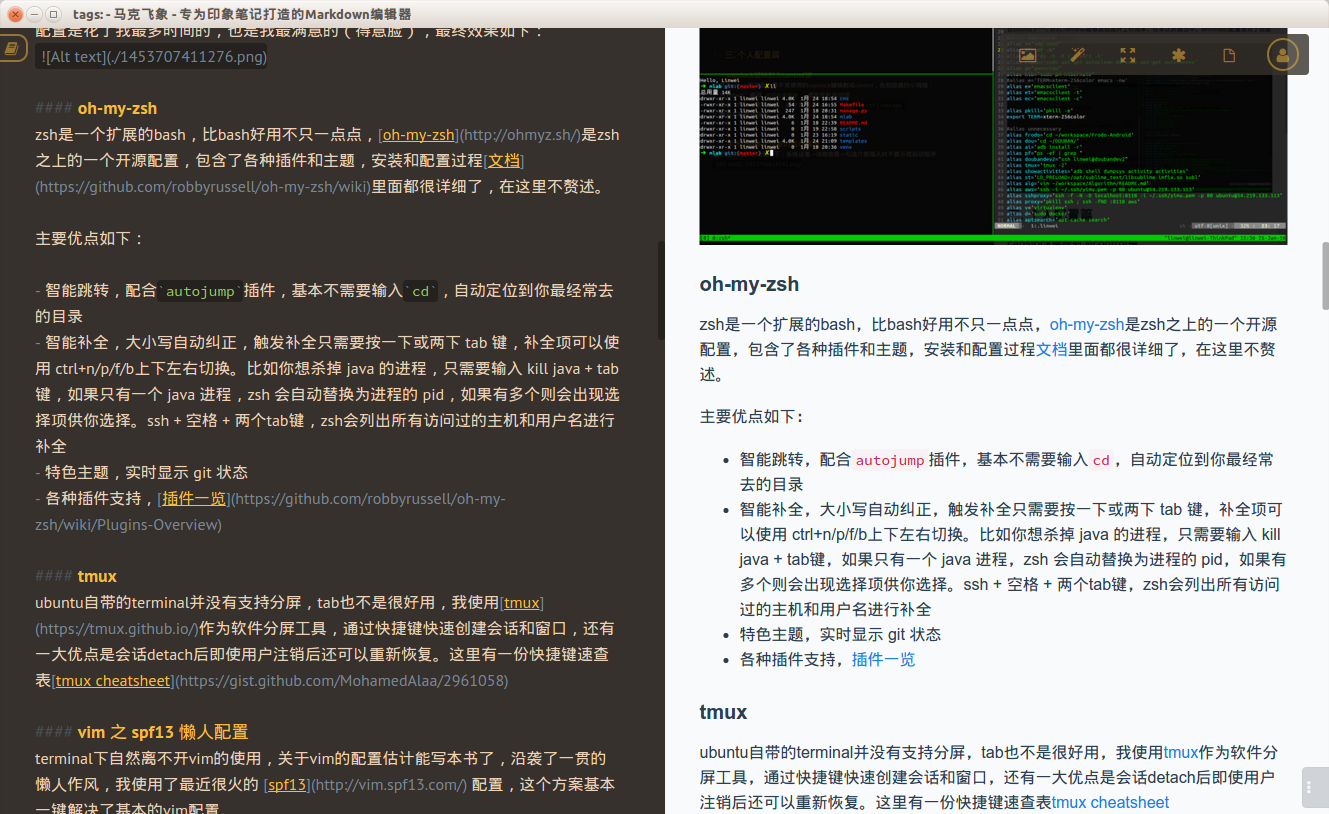 tags: - 马克飞象 - 专为印象笔记打造的Markdown编辑器
配置是花了我最多时间的，也是我最满意的（得意脸），最终效果如下：
![Alt text](./1453707411276.png)
#### oh-my-zsh
zsh是一个扩展的bash，比bash好用不只一点点，[oh-my-zsh](http://ohmyz.sh/)是zsh
之上的一个开源配置，包含了各种插件和主题，安装和配置过程[文档]
(https://github.com/robbyrussell/oh-my-zsh/wiki)里面都很详细了，在这里不赘述。
主要优点如下：
- 智能跳转，配合`autojump`插件，基本不需要输入`cd`，自动定位到你最经常去
的目录
- 智能补全，大小写自动纠正，触发补全只需要按一下或两下 tab 键，补全项可以使
用 ctrl+n/p/f/b上下左右切换。比如你想杀掉 java 的进程，只需要输入 kill java + tab
键，如果只有一个 java 进程，zsh 会自动替换为进程的 pid，如果有多个则会出现选
择项供你选择。ssh + 空格 + 两个tab键，zsh会列出所有访问过的主机和用户名进行
补全
- 特色主题，实时显示 git 状态
- 各种插件支持，[插件一览](https://github.com/robbyrussell/oh-my-
zsh/wiki/Plugins-Overview)
#### tmux
ubuntu自带的terminal并没有支持分屏，tab也不是很好用，我使用[tmux]
(https://tmux.github.io/)作为软件分屏工具，通过快捷键快速创建会话和窗口，还有
一大优点是会话detach后即使用户注销后还可以重新恢复。这里有一份快捷键速查
表[tmux cheatsheet](https://gist.github.com/MohamedAlaa/2961058)
#### vim 之 spf13 懒人配置
terminal下自然离不开vim的使用，关于vim的配置估计能写本书了，沿袭了一贯的
懒人作风，我使用了最近很火的 [spf13](http://vim.spf13.com/) 配置，这个方案基本
一键解决了基本的vim配置
Hello, Linwei
➜ mlab git:(master) ✗ ll
总用量 14K
oh-my-zsh
zsh是一个扩展的bash，比bash好用不只一点点，oh-my-zsh是zsh之上的一个开源
配置，包含了各种插件和主题，安装和配置过程文档里面都很详细了，在这里不赘
述。
主要优点如下：
• 智能跳转，配合 autojump 插件，基本不需要输入 cd ，自动定位到你最经常
去的目录
• 智能补全，大小写自动纠正，触发补全只需要按一下或两下 tab 键，补全项可
以使用 ctrl+n/p/f/b上下左右切换。比如你想杀掉 java 的进程，只需要输入 kill
java + tab键，如果只有一个 java 进程，zsh 会自动替换为进程的 pid，如果有
多个则会出现选择项供你选择。ssh + 空格 + 两个tab键，zsh会列出所有访问
过的主机和用户名进行补全
• 特色主题，实时显示 git 状态
• 各种插件支持，插件一览
tmux
ubuntu自带的terminal并没有支持分屏，tab也不是很好用，我使用tmux作为软件分
屏工具，通过快捷键快速创建会话和窗口，还有一大优点是会话detach后即使用户
注销后还可以重新恢复。这里有一份快捷键速查表tmux cheatsheet